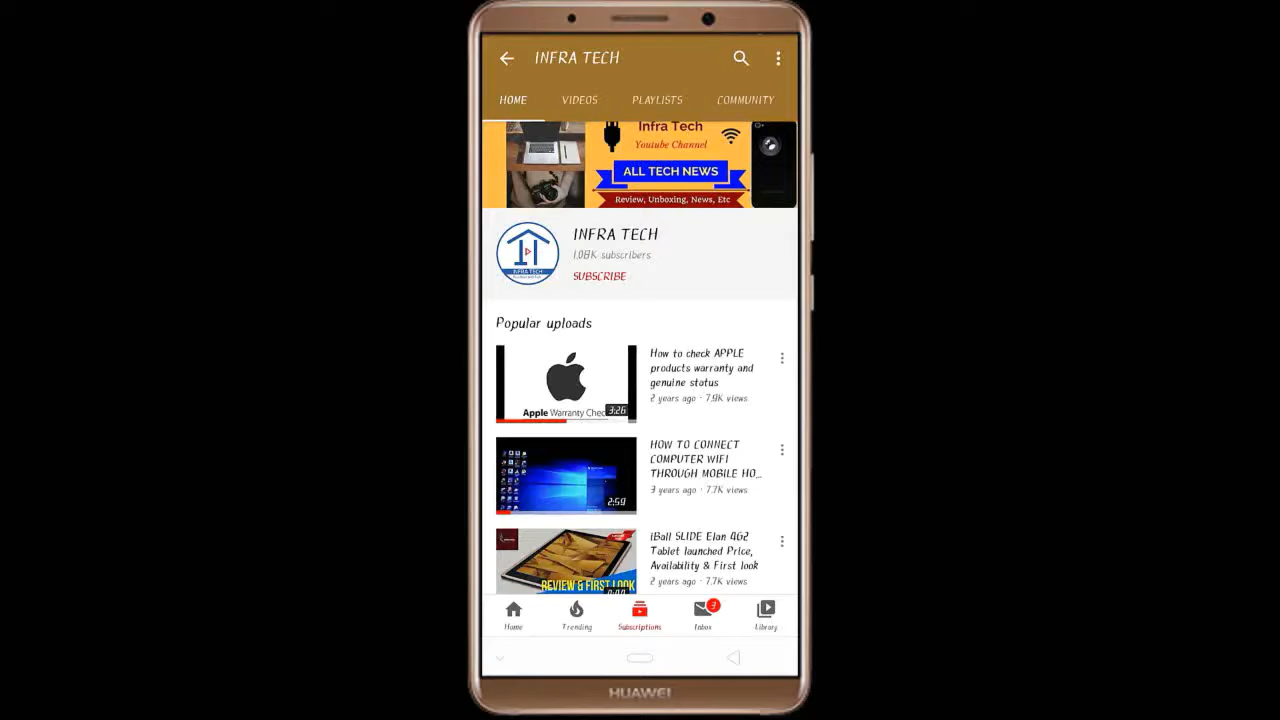 INFRA TECH
HOME VIDEOS PLAYLISTS COMMUNITY
Infra Tech
Youtube Channel
ALL TECH NEWS
Review, Unboxing, News, Etc
INFRA TECH
INFRA TECH
1.08K subscribers
SUBSCRIBE
Popular uploads
How to check APPLE
products warranty and
genuine status
2 years ago · 7.9K views
Apple Warranty Chec
3:26
HOW TO CONNECT
COMPUTER WIFI
THROUGH MOBILE HO...
3 years ago · 7.7K views
2:59
iBall SLIDE Elan 4G2
Tablet launched Price,
Availability & First look
2 years ago · 7.7K views
REVIEW & FIRST LOOK
3
Home Trending Subscriptions Inbox Library
HUAWEI